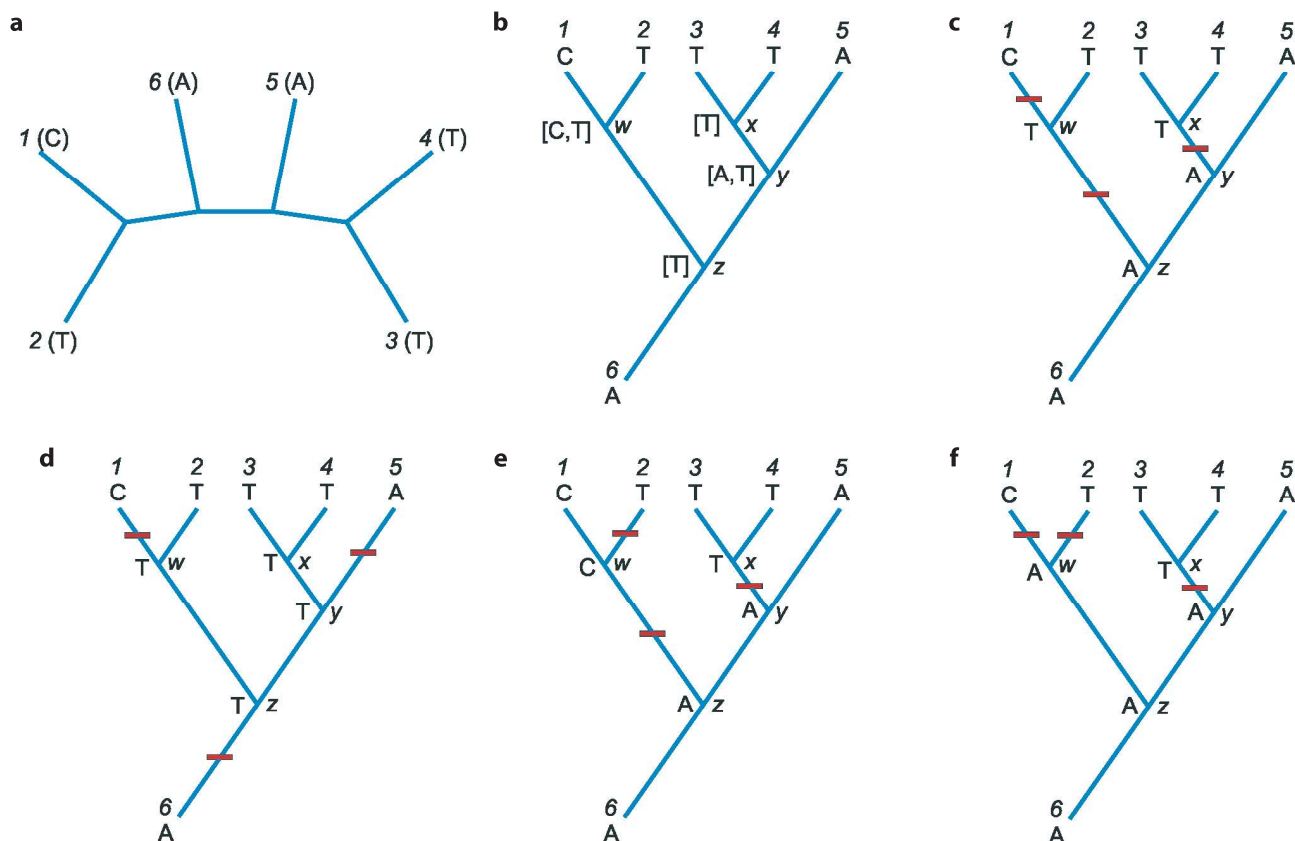 a
6 (A) 5 (A)
1 (C) 4 (T)
2 (T) 3 (T)
b
1 2 3 4 5
C T T T A
[C,T] w [T] x
[A,T] y
[T] z
6
A
c
1 2 3 4 5
C T T T A
T w T x
A y
A z
6
A
d
1 2 3 4 5
C T T T A
T w T x
T y
T z
6
A
e
1 2 3 4 5
C T T T A
C w T x
A y
A z
6
A
f
1 2 3 4 5
C T T T A
A w T x
A y
A z
6
A